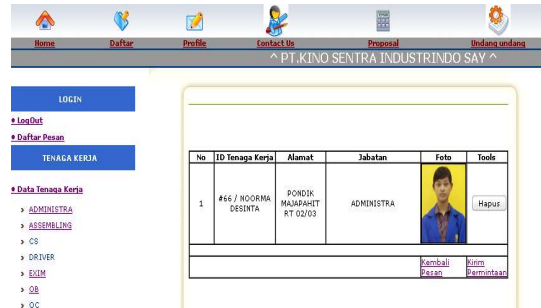 Home Daftar Profile Contact Us Proposal Undang undang
^ PT.KINO SENTRA INDUSTRINDO SAY ^
LOGIN
LogOut
Daftar Pesan
TENAGA KERJA
Data Tenaga Kerja
ADMINISTRA
ASSEMBLING
CS
DRIVER
EXIM
OB
OC
No ID Tenaga Kerja Alamat Jabatan Foto Tools
1 #66 / NOORMA DESINTA PONDIK MAJAPAHIT RT 02/03 ADMINISTRA Hapus
Kembali Pesan Kirim Permintaan